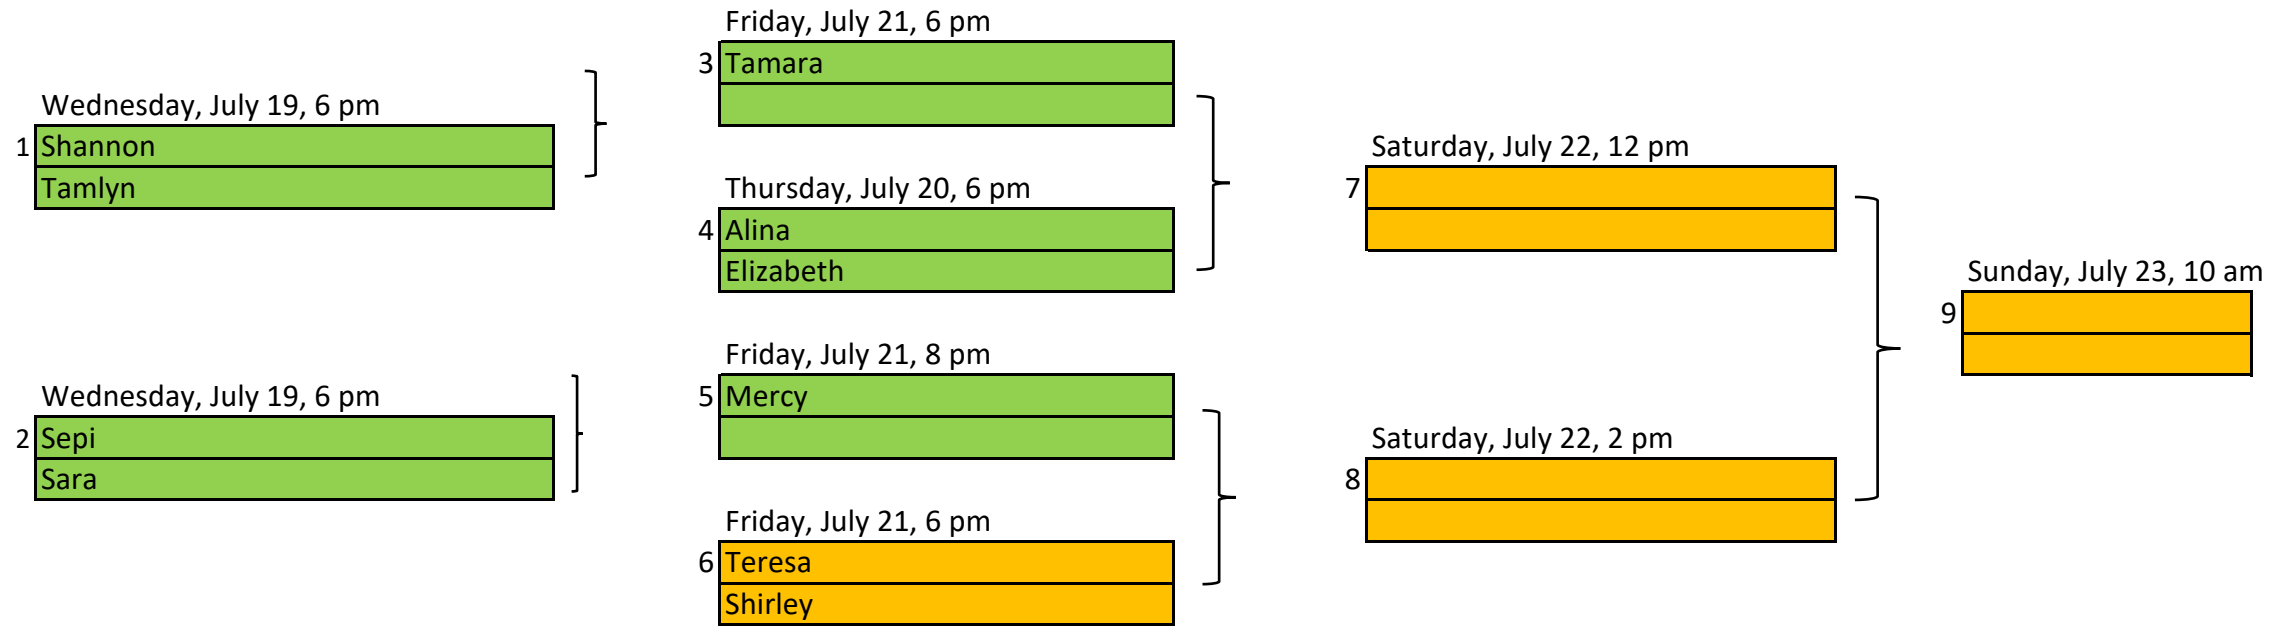 Wednesday, July 19, 6 pm
1 Shannon
Tamlyn
Wednesday, July 19, 6 pm
2 Sepi
Sara
Friday, July 21, 6 pm
3 Tamara
Thursday, July 20, 6 pm
4 Alina
Elizabeth
Friday, July 21, 8 pm
5 Mercy
Friday, July 21, 6 pm
6 Teresa
Shirley
Saturday, July 22, 12 pm
7
Saturday, July 22, 2 pm
8
Sunday, July 23, 10 am
9